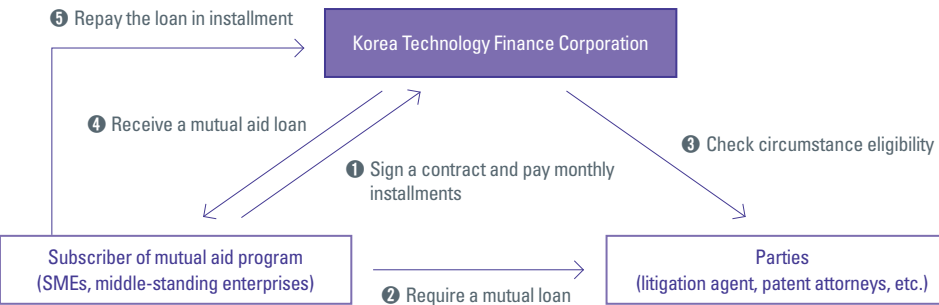 ❺ Repay the loan in installment
Korea Technology Finance Corporation
❹ Receive a mutual aid loan
❸ Check circumstance eligibility
❶ Sign a contract and pay monthly
installments
Subscriber of mutual aid program
(SMEs, middle-standing enterprises)
Parties
(litigation agent, patent attorneys, etc.)
❷ Require a mutual loan